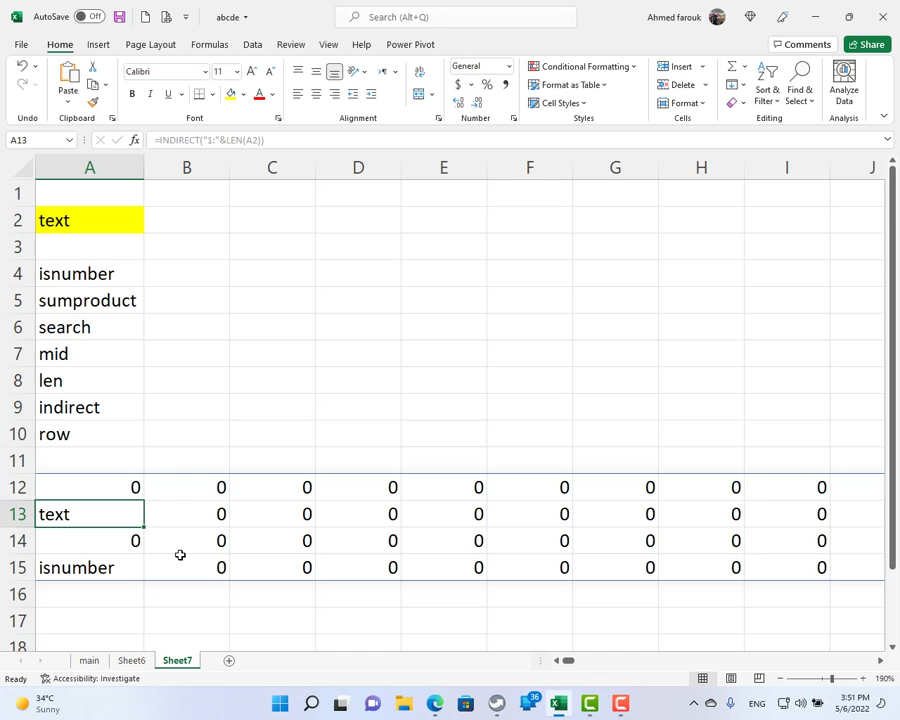 AutoSave Off abcde Search (Alt+Q) Ahmed farouk
File Home Insert Page Layout Formulas Data Review View Help Power Pivot Comments Share
Calibri 11 General Conditional Formatting Insert
Paste B I U $ % Format as Table Delete Sort & Filter Find & Select Analyze Data
Cell Styles Format
Undo Clipboard Font Alignment Number Styles Cells Editing Analysis
A13 fx =INDIRECT("1:"&LEN(A2))
A B C D E F G H I J
1
2 text
3
4 isnumber
5 sumproduct
6 search
7 mid
8 len
9 indirect
10 row
11
12 0 0 0 0 0 0 0 0 0
13 text 0 0 0 0 0 0 0 0
14 0 0 0 0 0 0 0 0 0
15 isnumber 0 0 0 0 0 0 0 0
16
17
18
main Sheet6 Sheet7
Ready Accessibility: Investigate 190%
34°C 36 ENG 3:51 PM
Sunny 5/6/2022